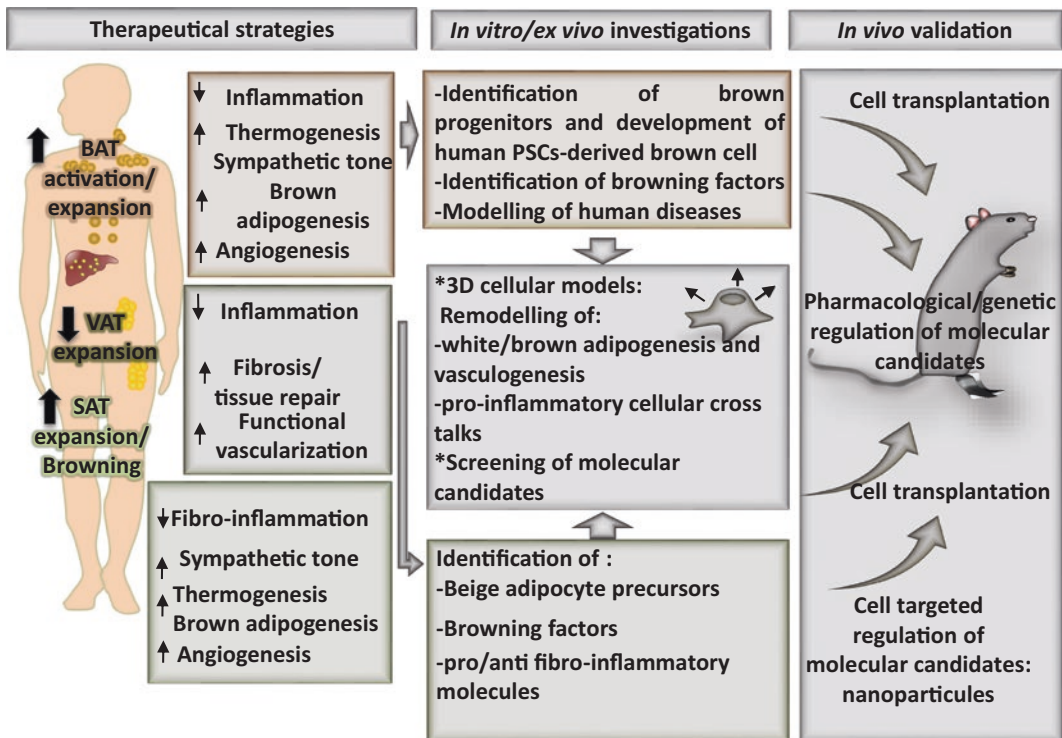 Therapeutical strategies
In vitro/ex vivo investigations
In vivo validation
BAT
activation/
expansion
VAT
expansion
SAT
expansion/
Browning
Inflammation
Thermogenesis
Sympathetic tone
Brown
adipogenesis
Angiogenesis
Inflammation
Fibrosis/
tissue repair
Functional
vascularization
Fibro-inflammation
Sympathetic tone
Thermogenesis
Brown adipogenesis
Angiogenesis
-Identification of brown
progenitors and development of
human PSCs-derived brown cell
-Identification of browning factors
-Modelling of human diseases
*3D cellular models:
Remodelling of:
-white/brown adipogenesis and
vasculogenesis
-pro-inflammatory cellular cross
talks
*Screening of molecular
candidates
Identification of :
-Beige adipocyte precursors
-Browning factors
-pro/anti fibro-inflammatory
molecules
Cell transplantation
Pharmacological/genetic
regulation of molecular
candidates
Cell transplantation
Cell targeted
regulation of
molecular candidates:
nanoparticules